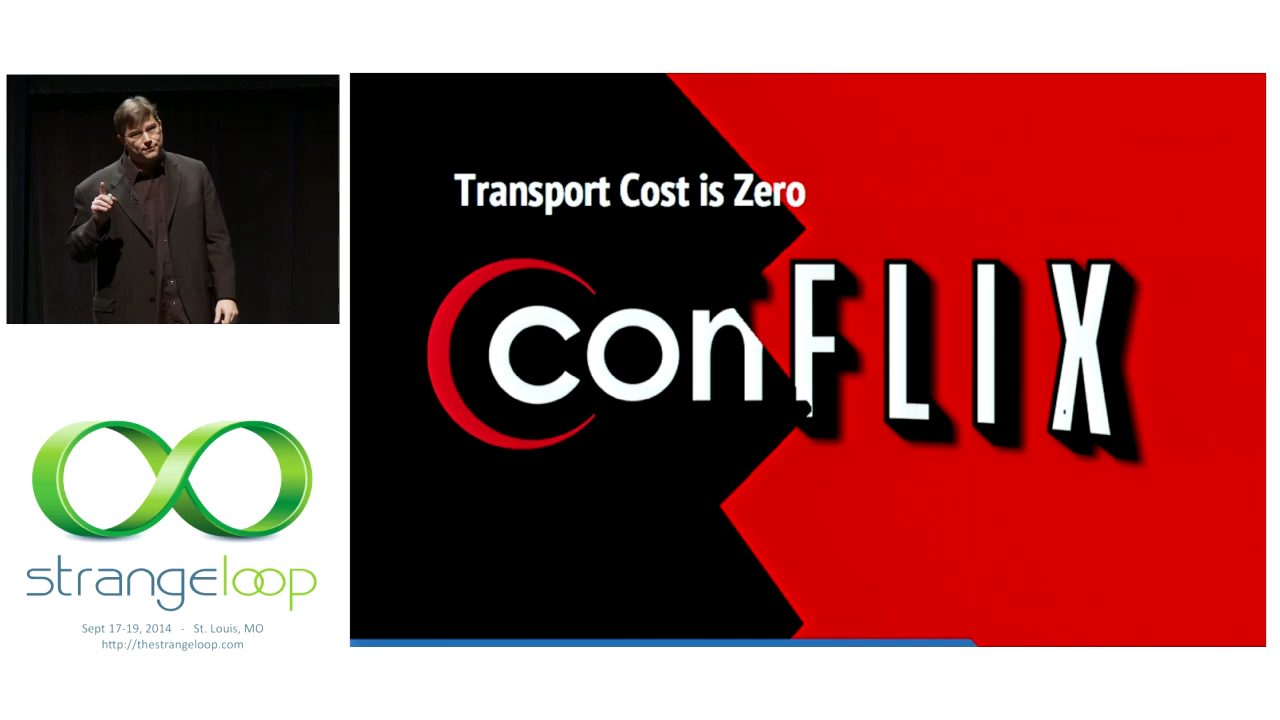 Transport Cost is Zero
conFLIX
strangeloop
Sept 17-19, 2014 - St. Louis, MO
http://thestrangeloop.com